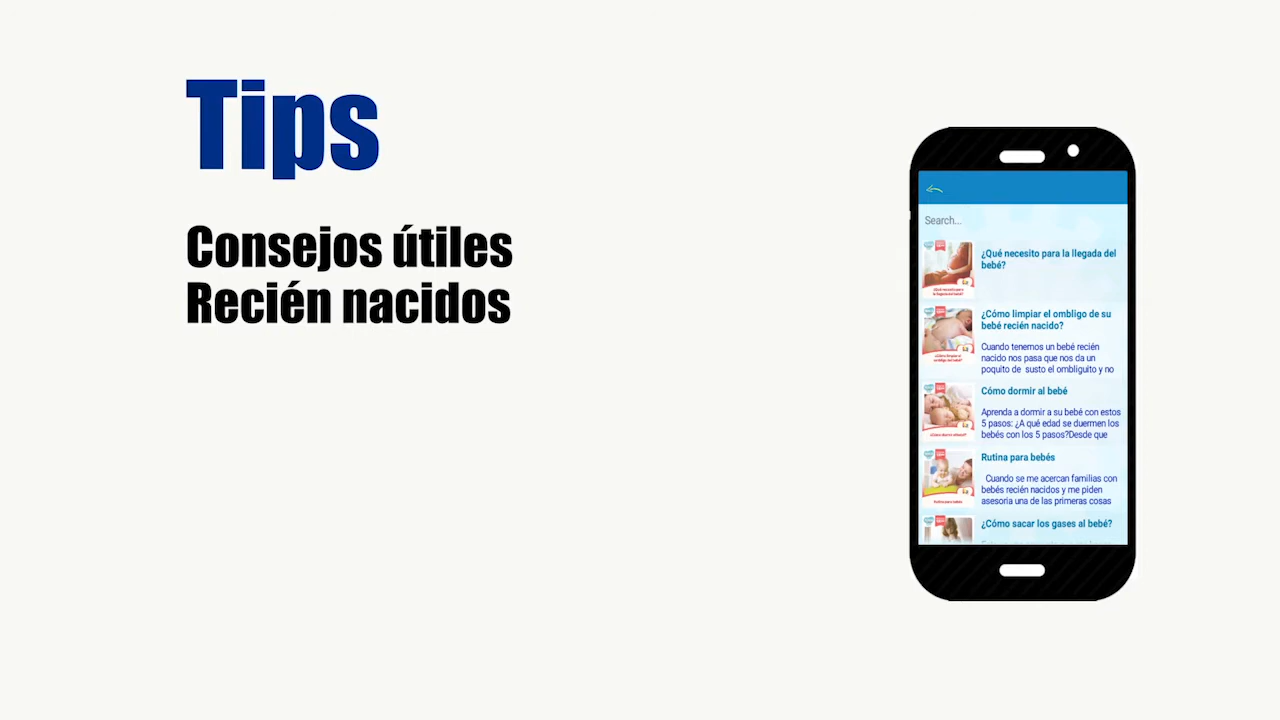 Tips
Consejos útiles
Recién nacidos
Search...
¿Qué necesito para la llegada del
bebé?
¿Cómo limpiar el ombligo de su
bebé recién nacido?
Cuando tenemos un bebé recién
nacido nos pasa que nos da un
poquito de susto el ombliguito y no
Cómo dormir al bebé
Aprenda a dormir a su bebé con estos
5 pasos: ¿A qué edad se duermen los
bebés con los 5 pasos?Desde que
Rutina para bebés
Cuando se me acercan familias con
bebés recién nacidos y me piden
asesoria una de las primeras cosas
¿Cómo sacar los gases al bebé?